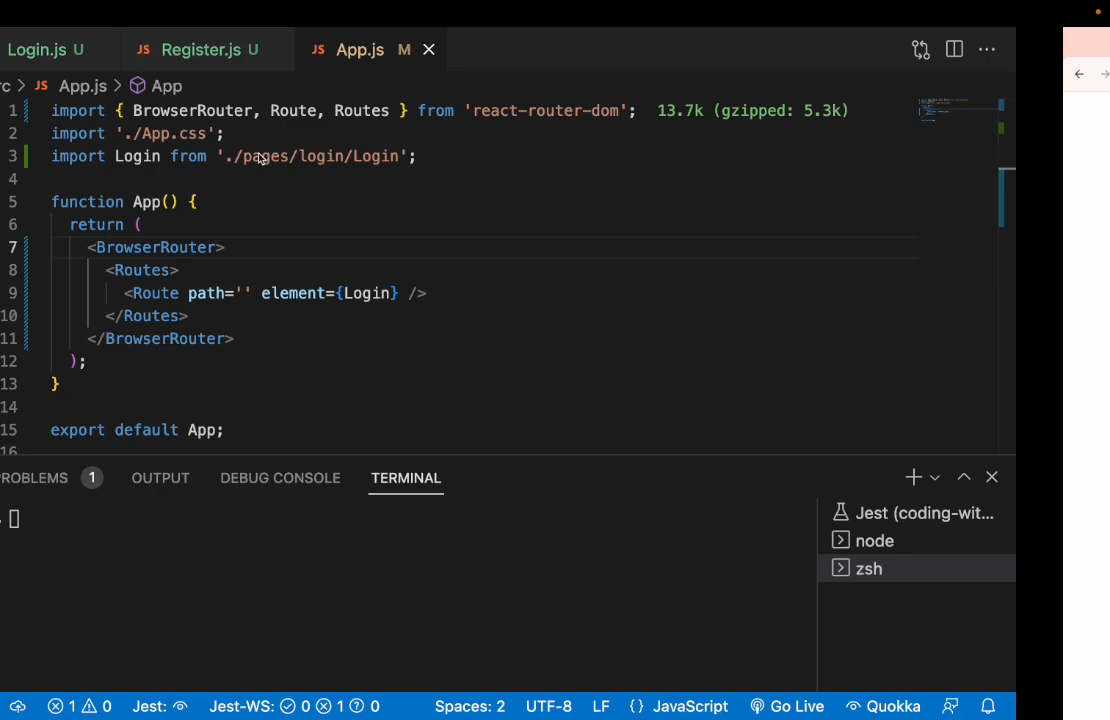 Login.js U
JS Register.js U
JS App.js M
rc > JS App.js > App
1 import { BrowserRouter, Route, Routes } from 'react-router-dom'; 13.7k (gzipped: 5.3k)
2 import './App.css';
3 import Login from './pages/login/Login';
4
5 function App() {
6 return (
7 <BrowserRouter>
8 <Routes>
9 <Route path='' element={Login} />
10 </Routes>
11 </BrowserRouter>
12 );
13 }
14
15 export default App;
16
ROBLEMS 1 OUTPUT DEBUG CONSOLE TERMINAL
Jest (coding-wit...
node
zsh
1 0 Jest: Jest-WS: 0 1 0 Spaces: 2 UTF-8 LF {} JavaScript Go Live Quokka